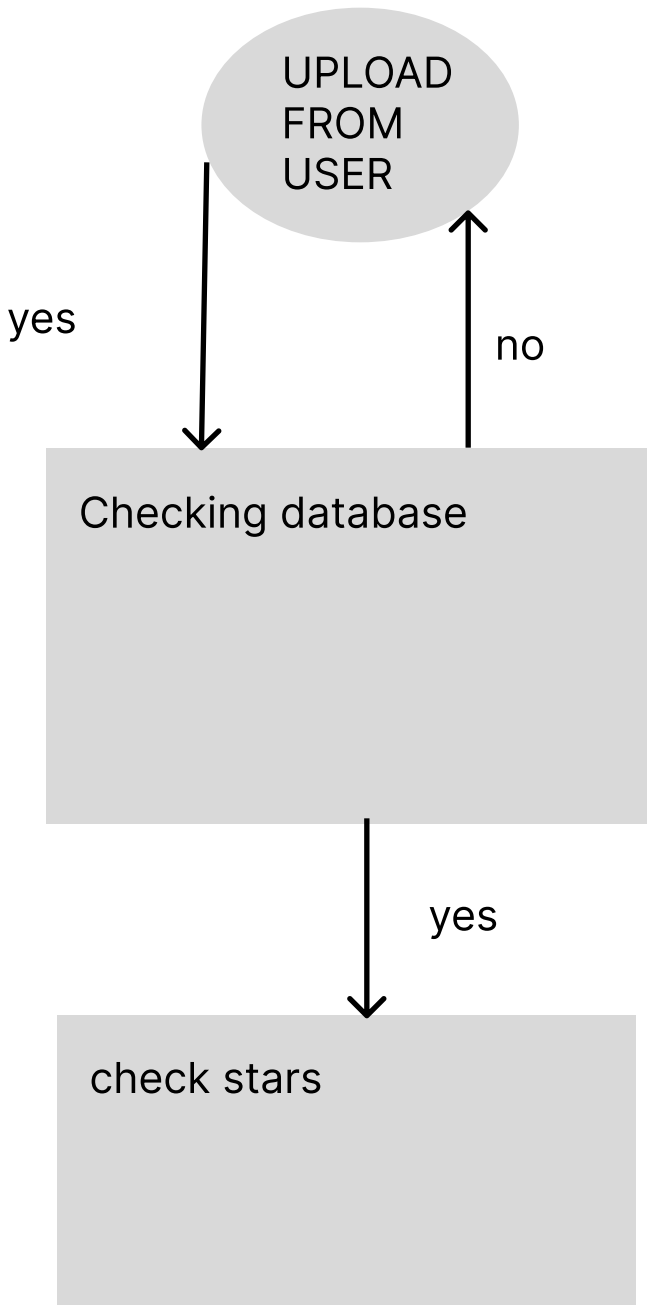 UPLOAD
FROM
USER
yes
no
Checking database
yes
check stars